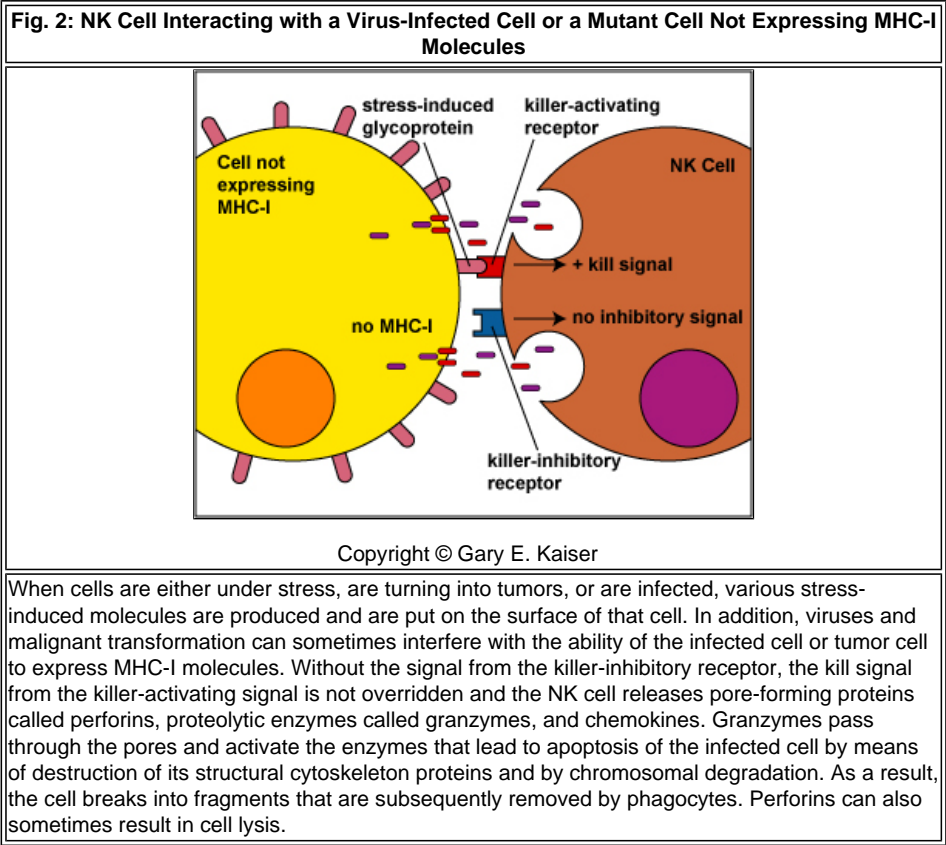 Fig. 2: NK Cell Interacting with a Virus-Infected Cell or a Mutant Cell Not Expressing MHC-I
Molecules
stress-induced
glycoprotein
killer-activating
receptor
Cell not
expressing
MHC-I
NK Cell
+ kill signal
no MHC-I
no inhibitory signal
killer-inhibitory
receptor
Copyright © Gary E. Kaiser
When cells are either under stress, are turning into tumors, or are infected, various stress-
induced molecules are produced and are put on the surface of that cell. In addition, viruses and
malignant transformation can sometimes interfere with the ability of the infected cell or tumor cell
to express MHC-I molecules. Without the signal from the killer-inhibitory receptor, the kill signal
from the killer-activating signal is not overridden and the NK cell releases pore-forming proteins
called perforins, proteolytic enzymes called granzymes, and chemokines. Granzymes pass
through the pores and activate the enzymes that lead to apoptosis of the infected cell by means
of destruction of its structural cytoskeleton proteins and by chromosomal degradation. As a result,
the cell breaks into fragments that are subsequently removed by phagocytes. Perforins can also
sometimes result in cell lysis.